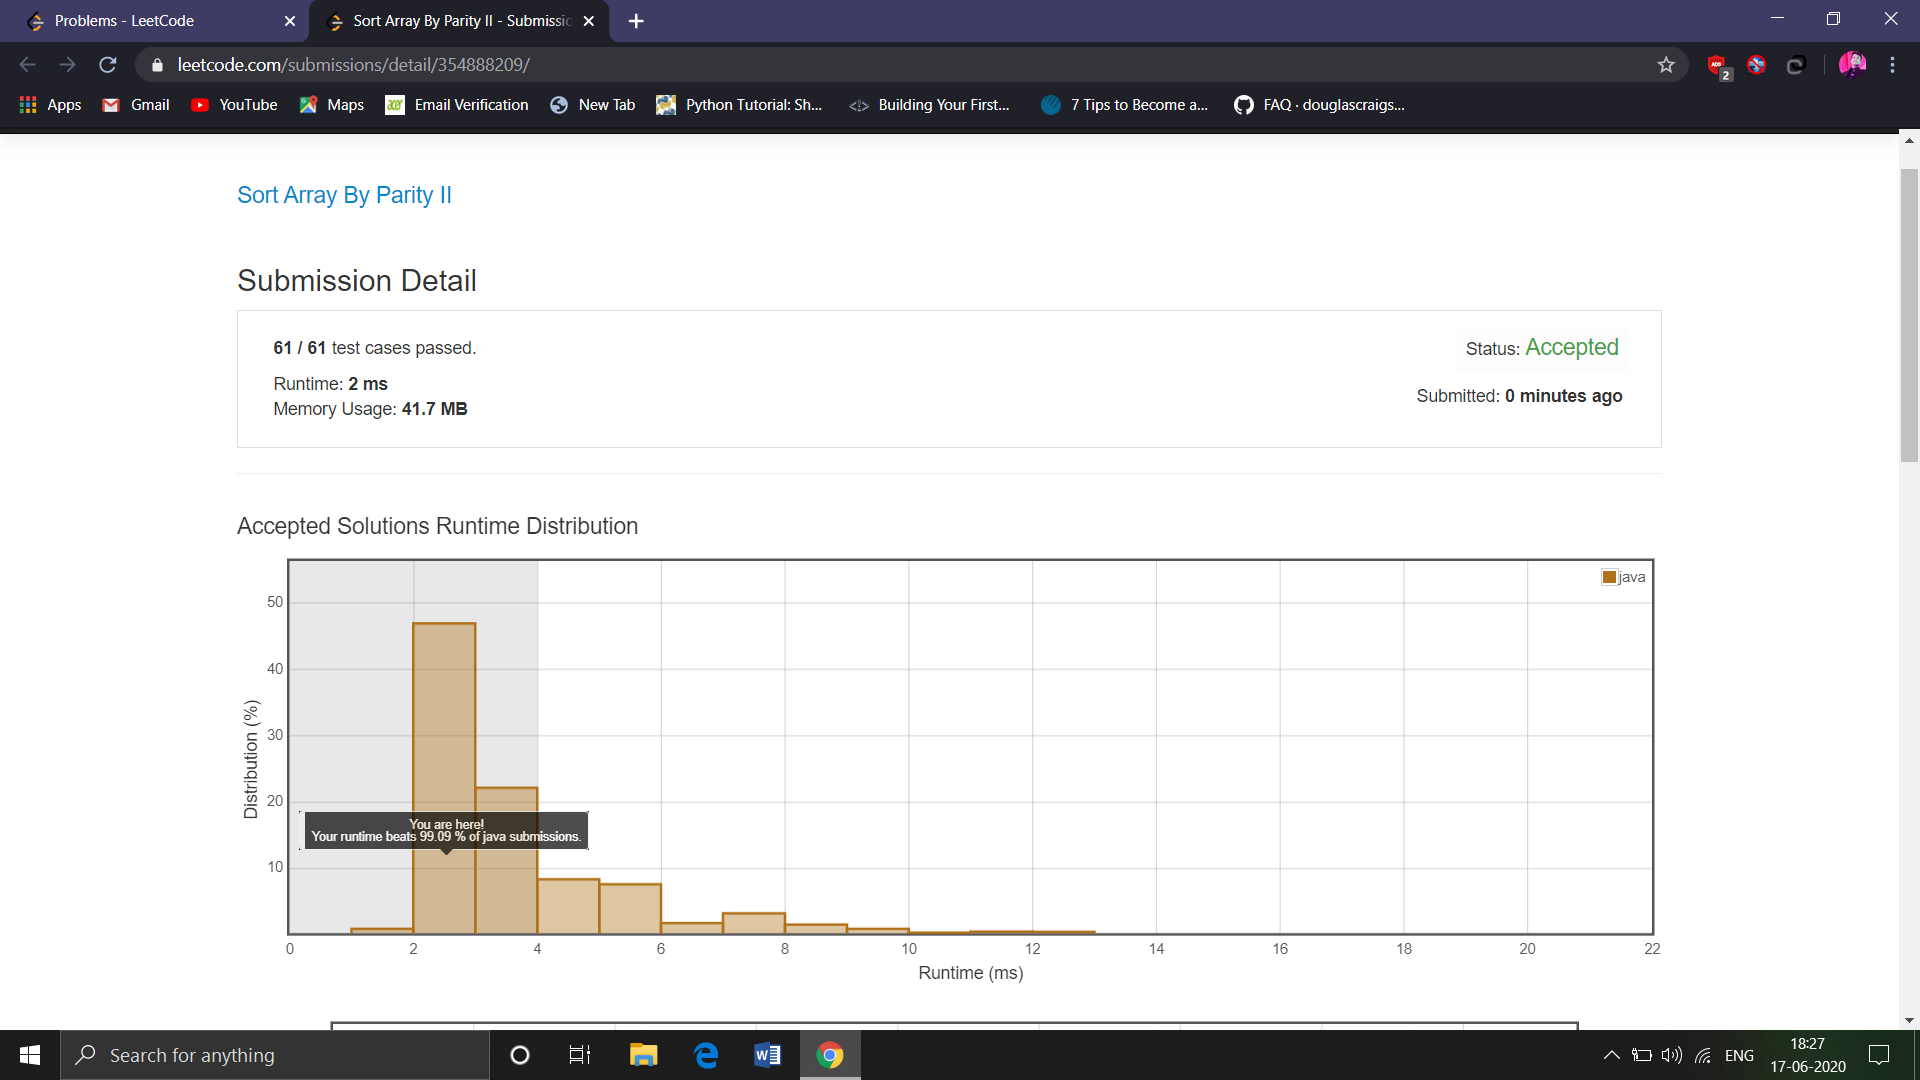 Problems - LeetCode
Sort Array By Parity II - Submissio
leetcode.com/submissions/detail/354888209/
2
Apps
Gmail
YouTube
Maps
acer
Email Verification
New Tab
Python Tutorial: Sh...
Building Your First...
7 Tips to Become a...
FAQ · douglascraigs...
Sort Array By Parity II
Submission Detail
61 / 61 test cases passed.
Status: Accepted
Runtime: 2 ms
Submitted: 0 minutes ago
Memory Usage: 41.7 MB
Accepted Solutions Runtime Distribution
java
50
40
30
20
10
Distribution (%)
You are here!
Your runtime beats 99.09 % of java submissions.
0
2
4
6
8
10
12
14
16
18
20
22
Runtime (ms)
Search for anything
ENG
18:27
17-06-2020